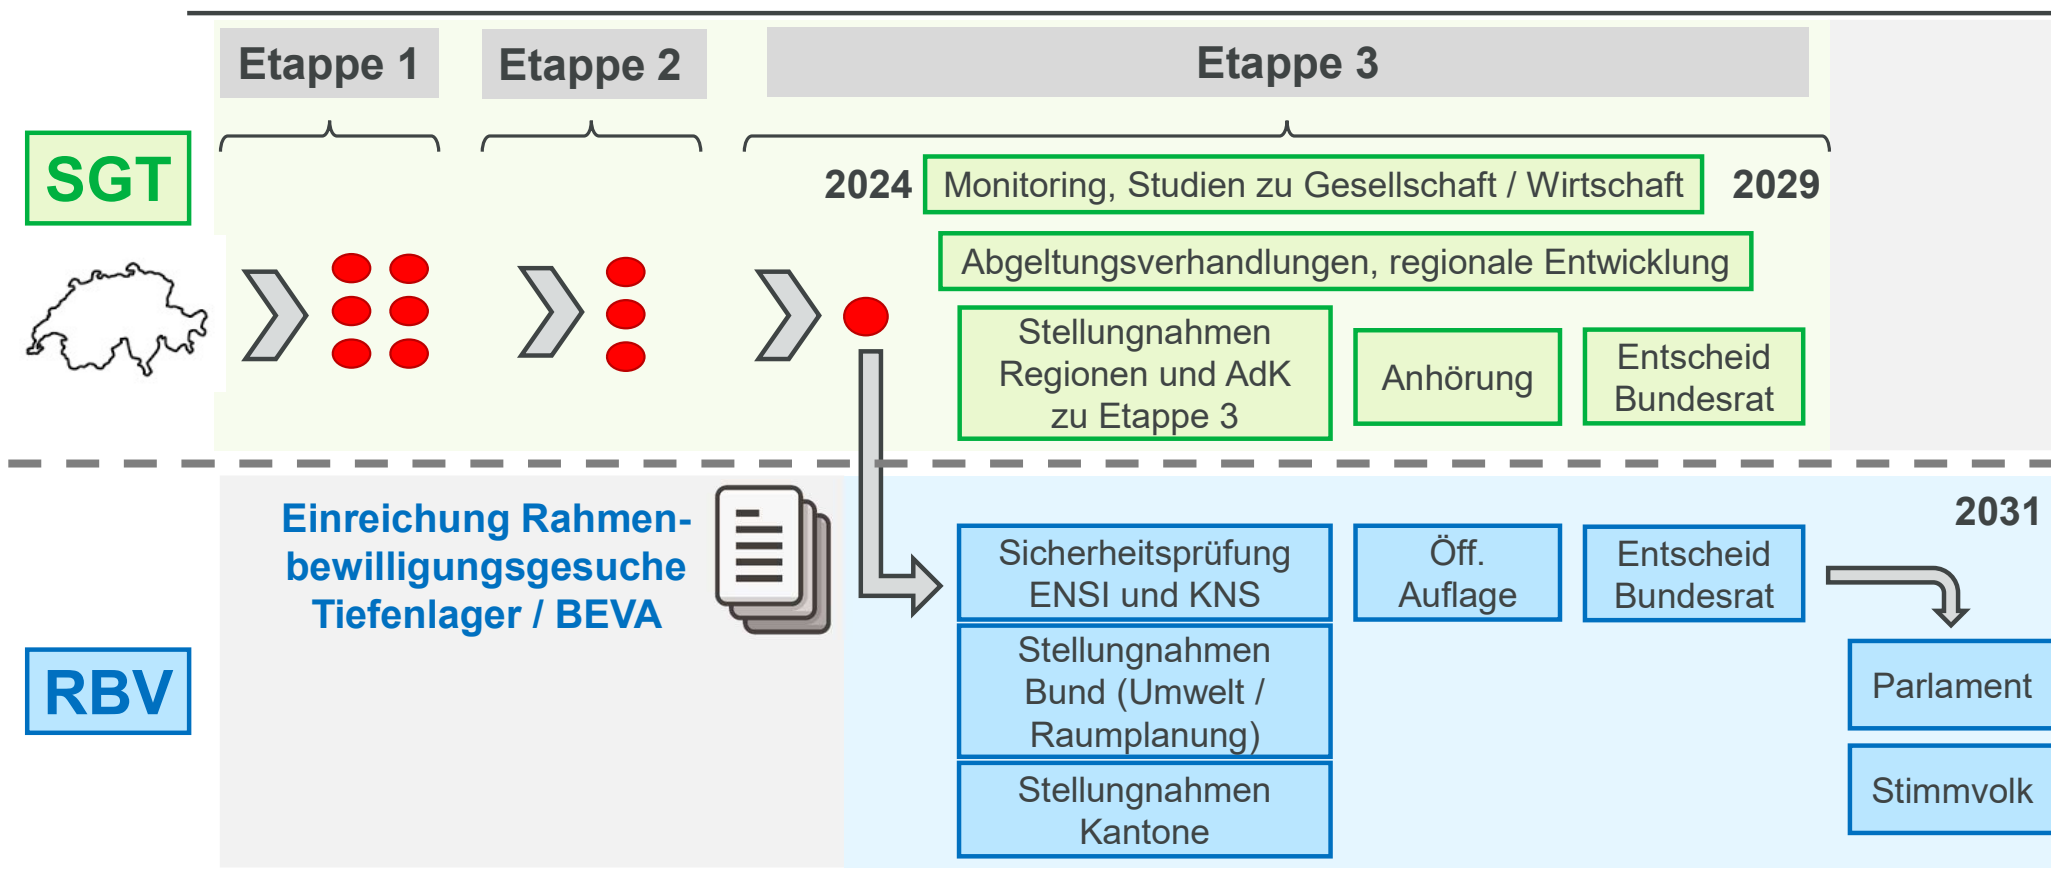 Etappe 1
Etappe 2
Etappe 3
SGT
2024
Monitoring, Studien zu Gesellschaft / Wirtschaft
2029
Abgeltungsverhandlungen, regionale Entwicklung
Stellungnahmen
Regionen und AdK
zu Etappe 3
Anhörung
Entscheid
Bundesrat
RBV
Einreichung Rahmen-
bewilligungsgesuche
Tiefenlager / BEVA
Sicherheitsprüfung
ENSI und KNS
Öff.
Auflage
Entscheid
Bundesrat
2031
Stellungnahmen
Bund (Umwelt /
Raumplanung)
Stellungnahmen
Kantone
Parlament
Stimmvolk